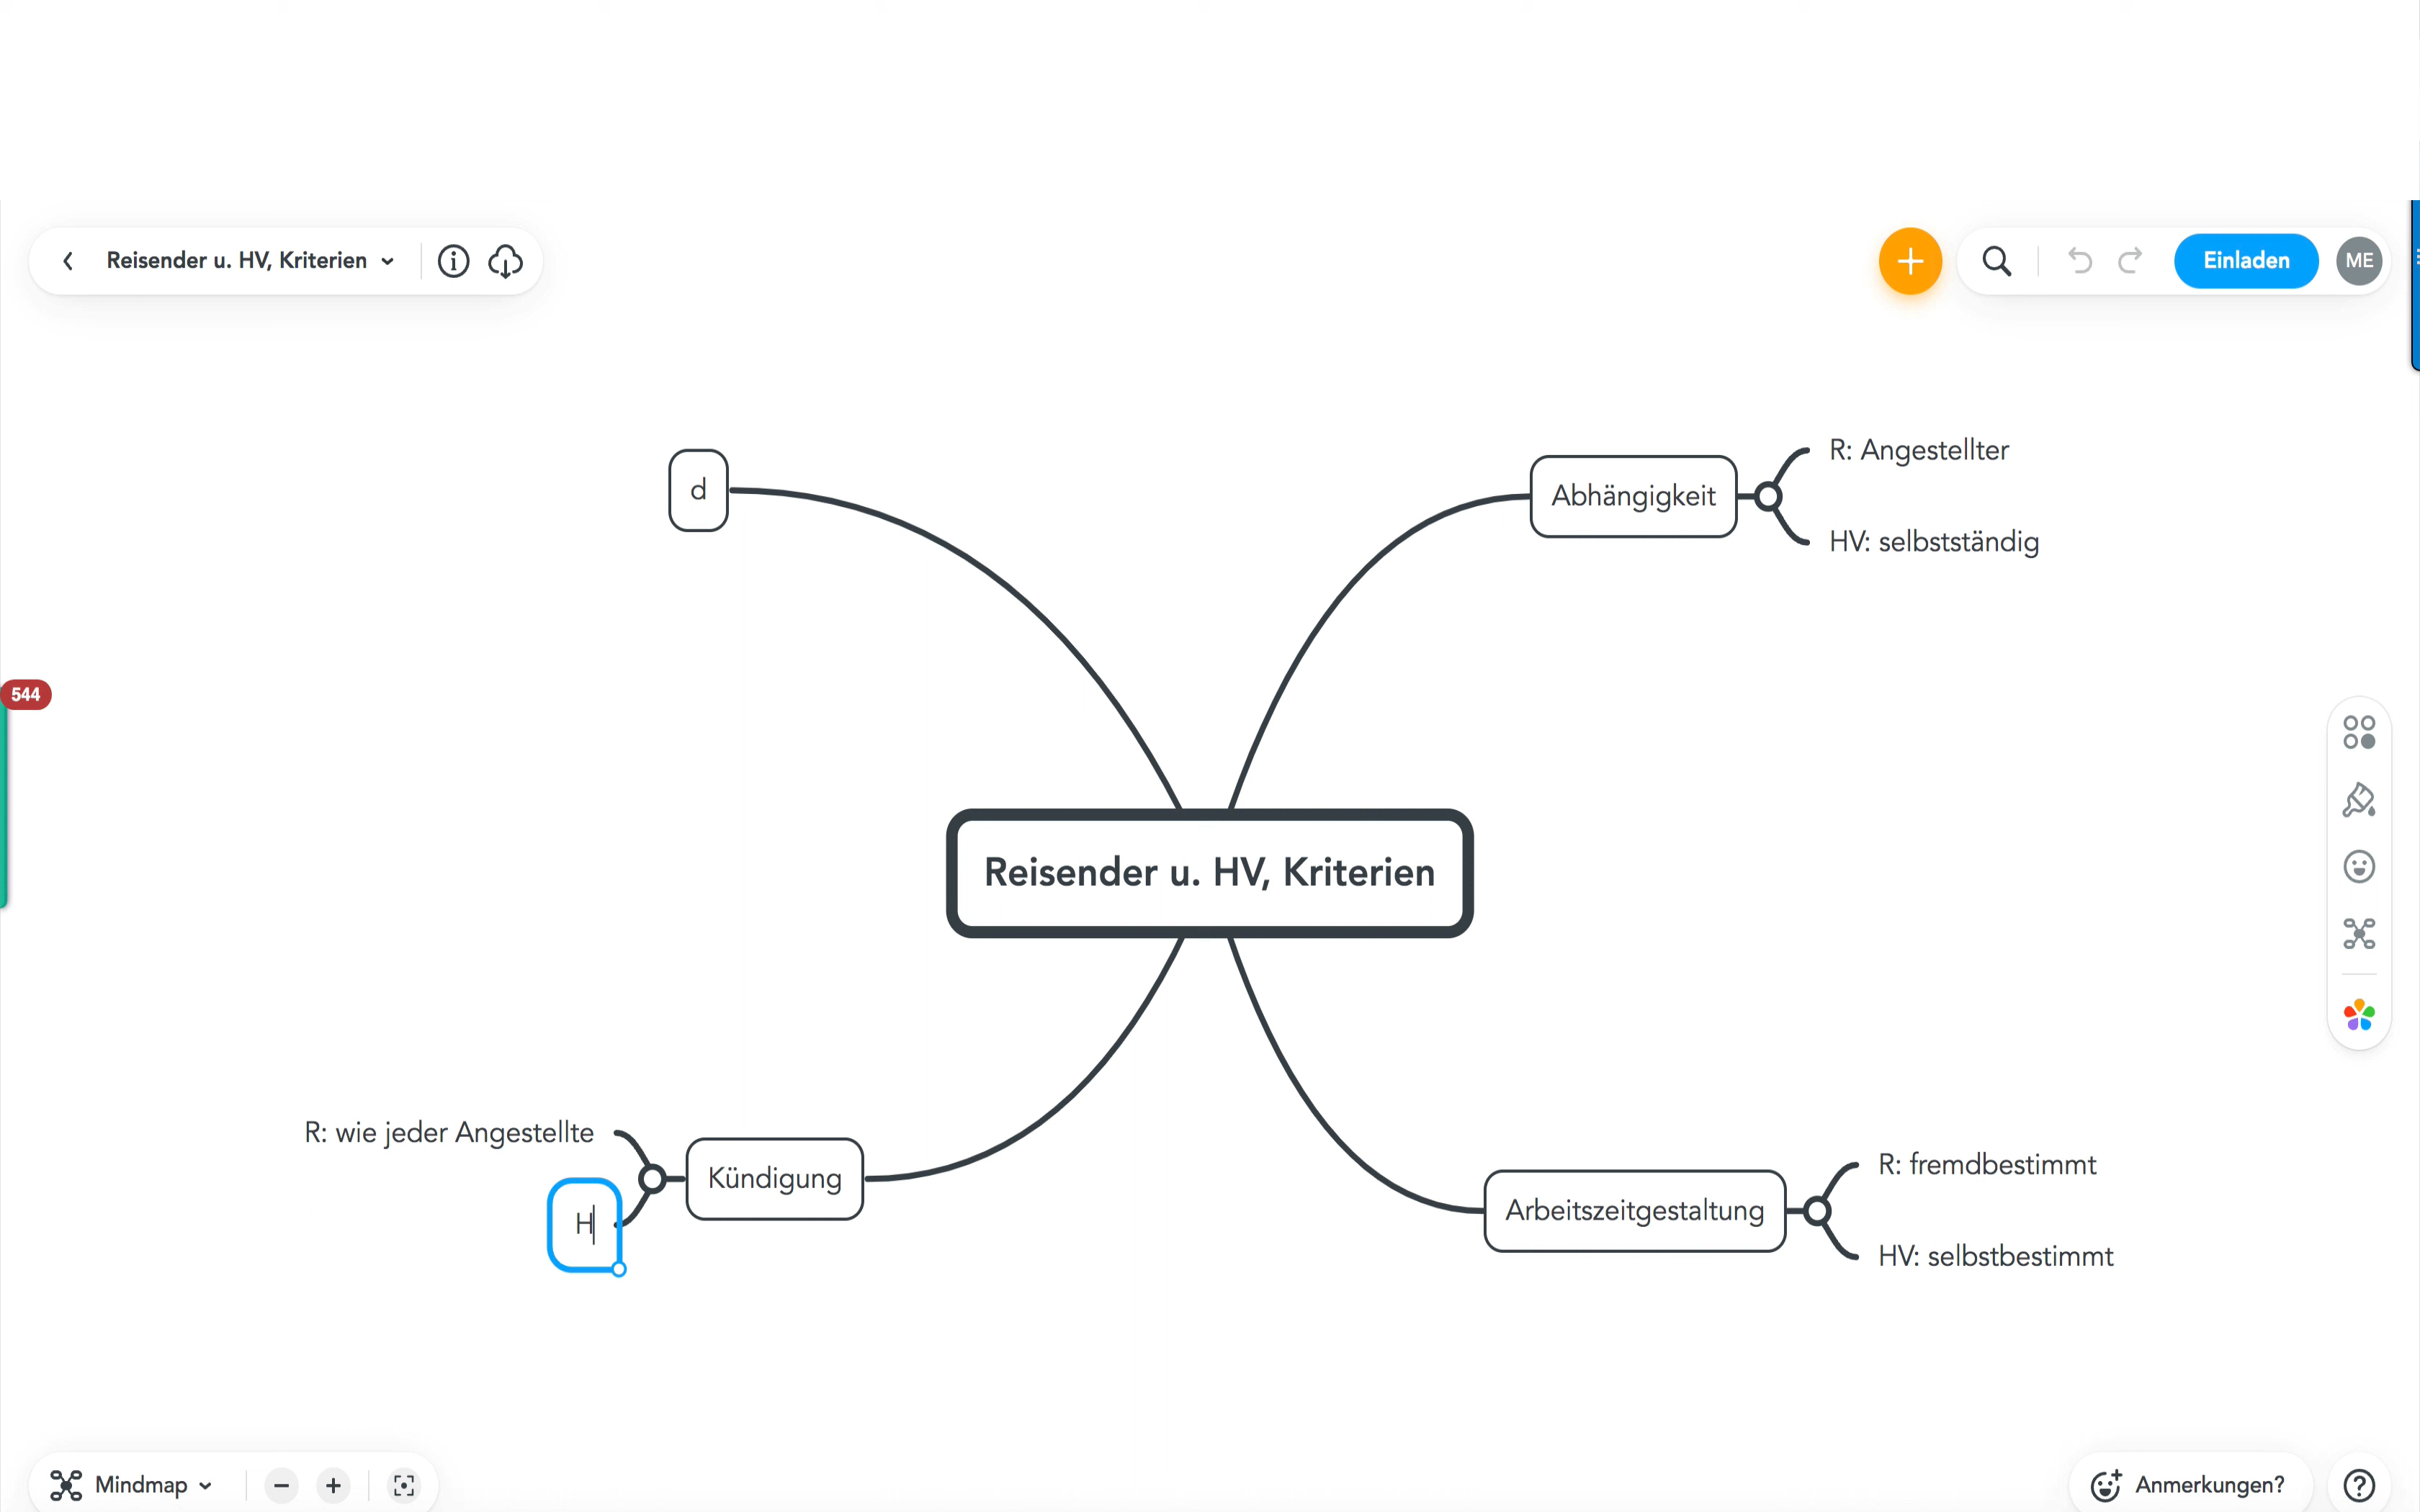 Reisender u. HV, Kriterien
Einladen
ME
d
Abhängigkeit
R: Angestellter
HV: selbstständig
544
Reisender u. HV, Kriterien
R: wie jeder Angestellte
Kündigung
H
Arbeitszeitgestaltung
R: fremdbestimmt
HV: selbstbestimmt
Mindmap
Anmerkungen?